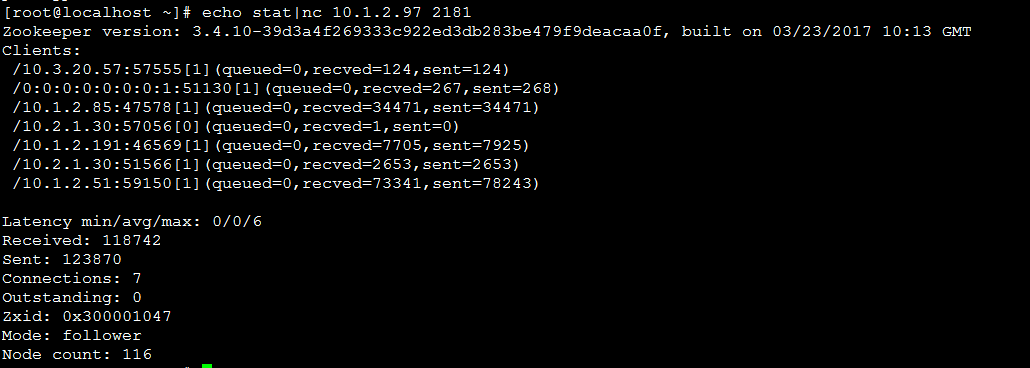 [root@localhost ~]# echo stat|nc 10.1.2.97 2181
Zookeeper version: 3.4.10-39d3a4f269333c922ed3db283be479f9deacaa0f, built on 03/23/2017 10:13 GMT
Clients:
 /10.3.20.57:57555[1](queued=0,recved=124,sent=124)
 /0:0:0:0:0:0:0:1:51130[1](queued=0,recved=267,sent=268)
 /10.1.2.85:47578[1](queued=0,recved=34471,sent=34471)
 /10.2.1.30:57056[0](queued=0,recved=1,sent=0)
 /10.1.2.191:46569[1](queued=0,recved=7705,sent=7925)
 /10.2.1.30:51566[1](queued=0,recved=2653,sent=2653)
 /10.1.2.51:59150[1](queued=0,recved=73341,sent=78243)

Latency min/avg/max: 0/0/6
Received: 118742
Sent: 123870
Connections: 7
Outstanding: 0
Zxid: 0x300001047
Mode: follower
Node count: 116